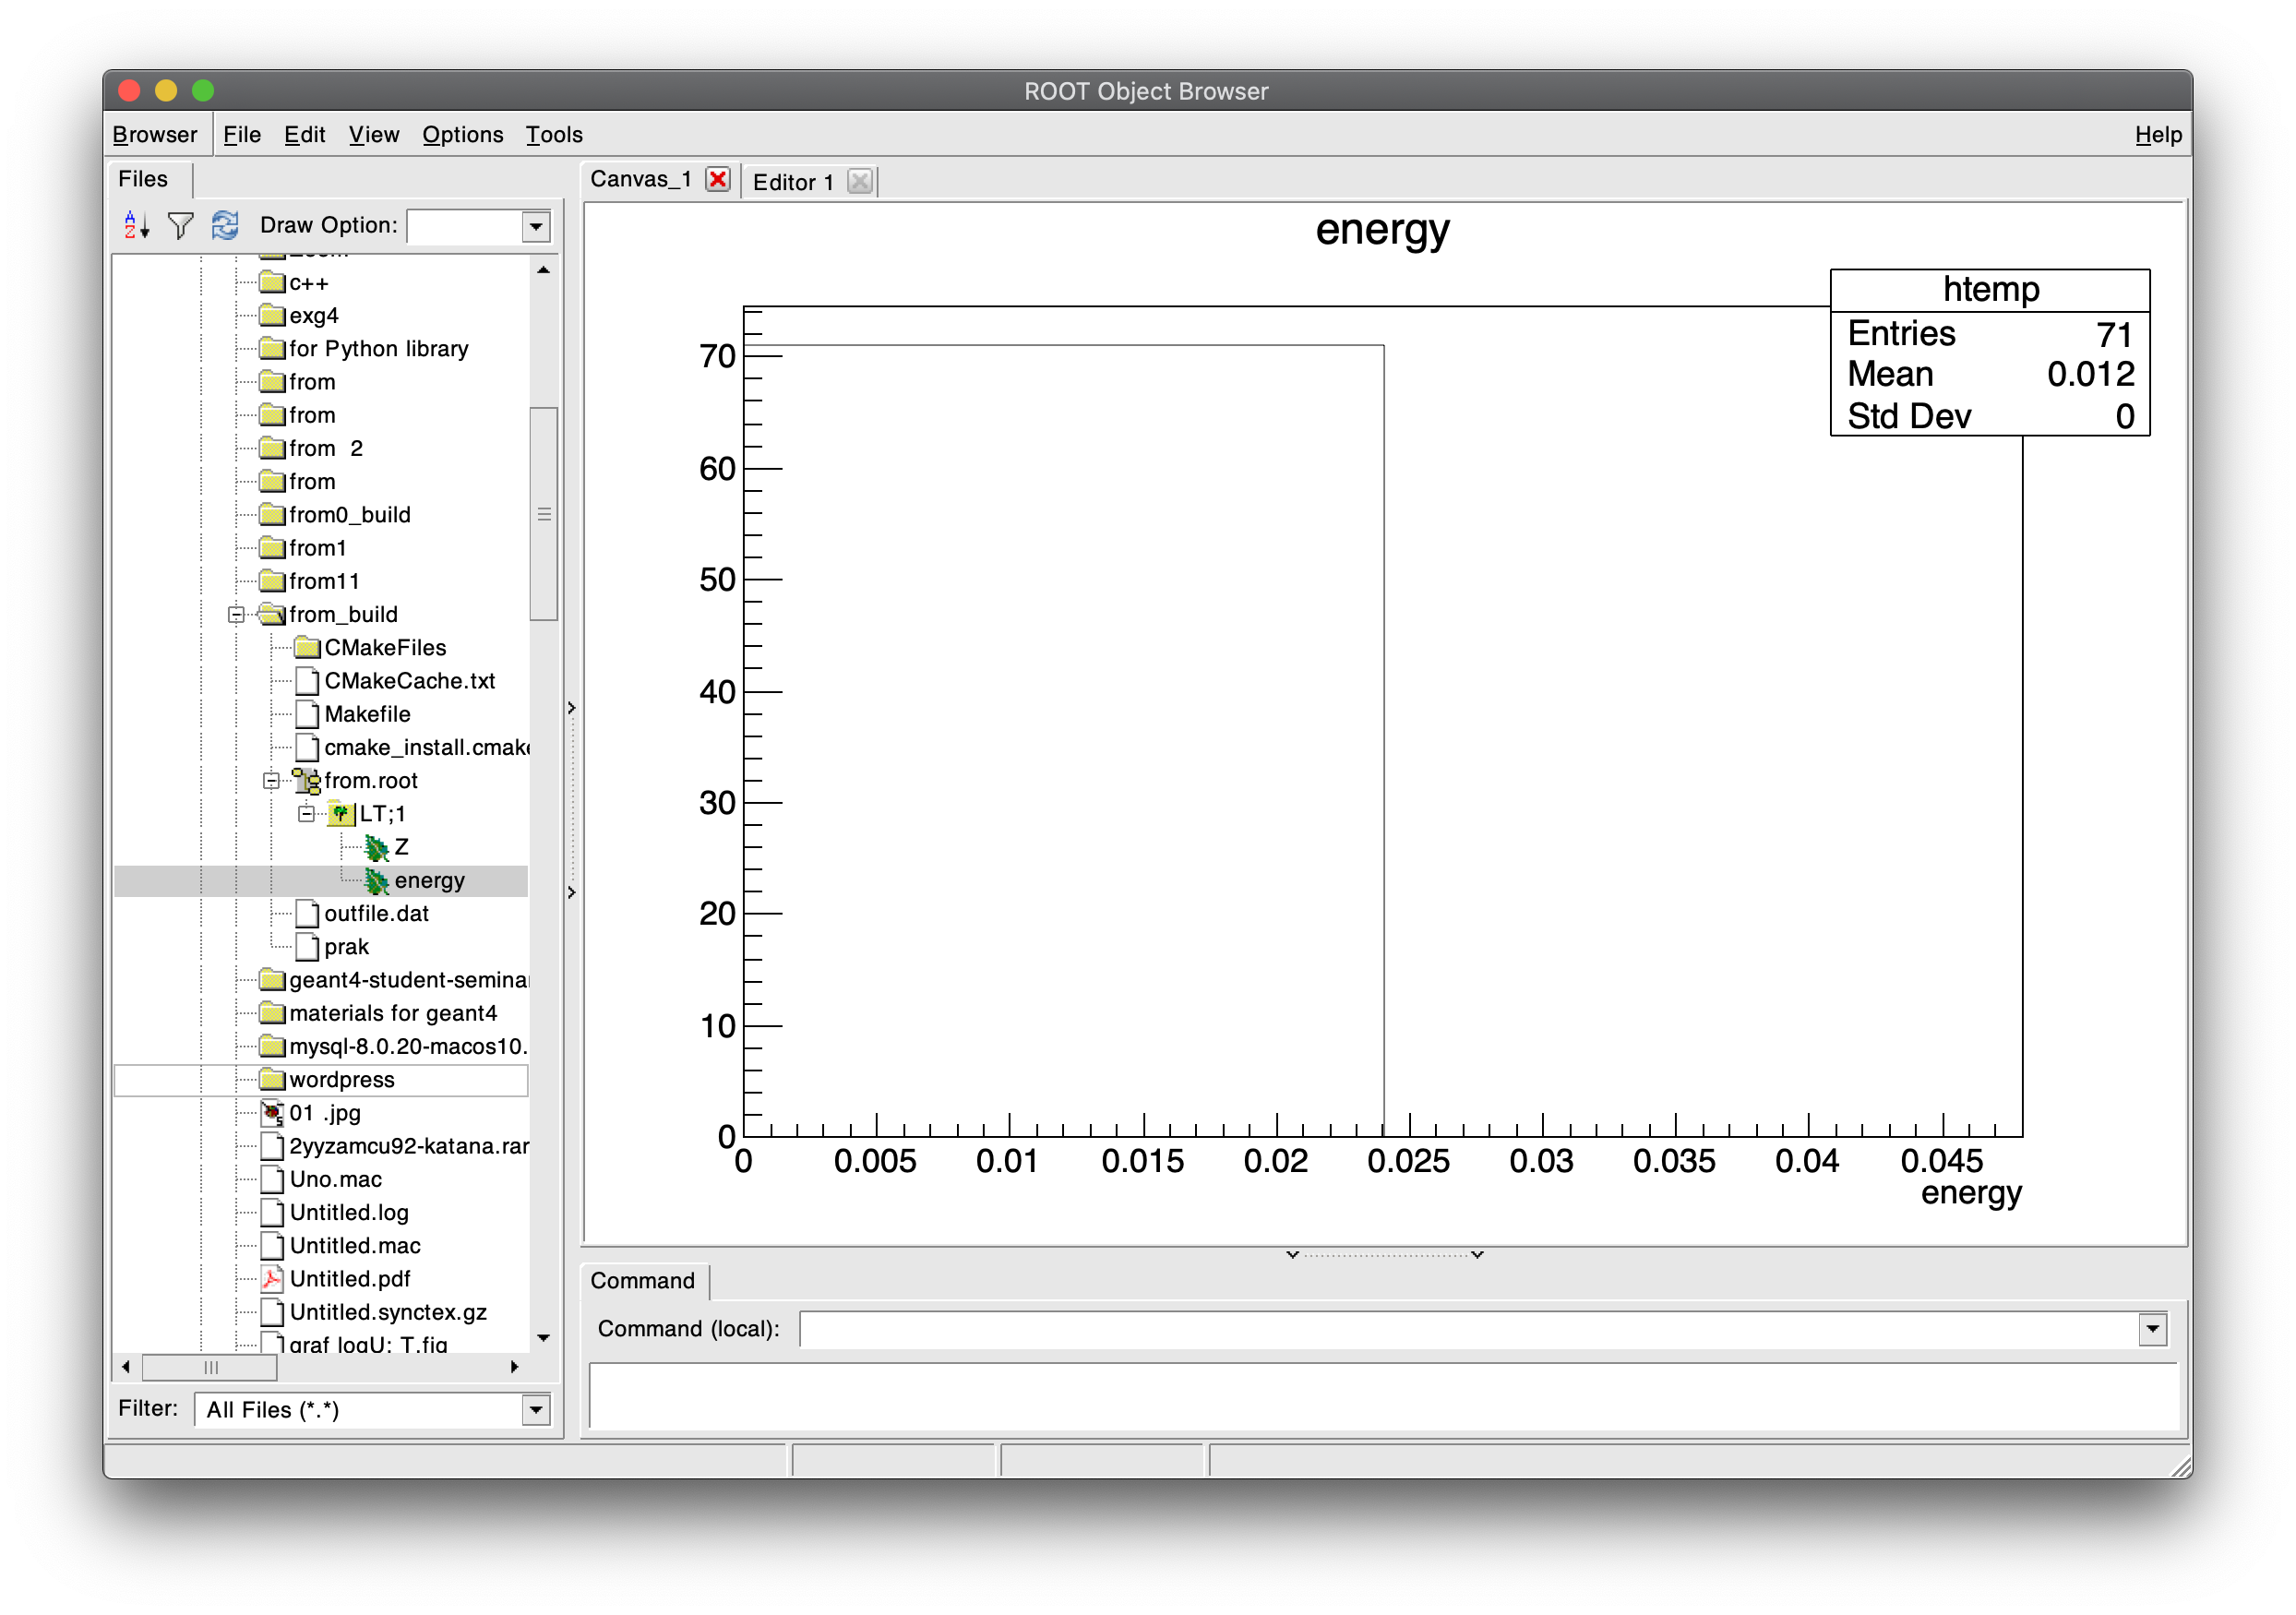 ROOT Object Browser
Browser File Edit View Options Tools Help
Files
Draw Option:
c++
exg4
for Python library
from
from
from 2
from
from0_build
from1
from11
from_build
CMakeFiles
CMakeCache.txt
Makefile
cmake_install.cmake
from.root
LT;1
Z
energy
outfile.dat
prak
geant4-student-seminar
materials for geant4
mysql-8.0.20-macos10.
wordpress
01 .jpg
2yyzamcu92-katana.rar
Uno.mac
Untitled.log
Untitled.mac
Untitled.pdf
Untitled.synctex.gz
graf logU; T.fig
Filter: All Files (*.*)
Canvas_1 Editor 1
energy
htemp
Entries 71
Mean 0.012
Std Dev 0
70
60
50
40
30
20
10
0
0 0.005 0.01 0.015 0.02 0.025 0.03 0.035 0.04 0.045
energy
Command
Command (local):